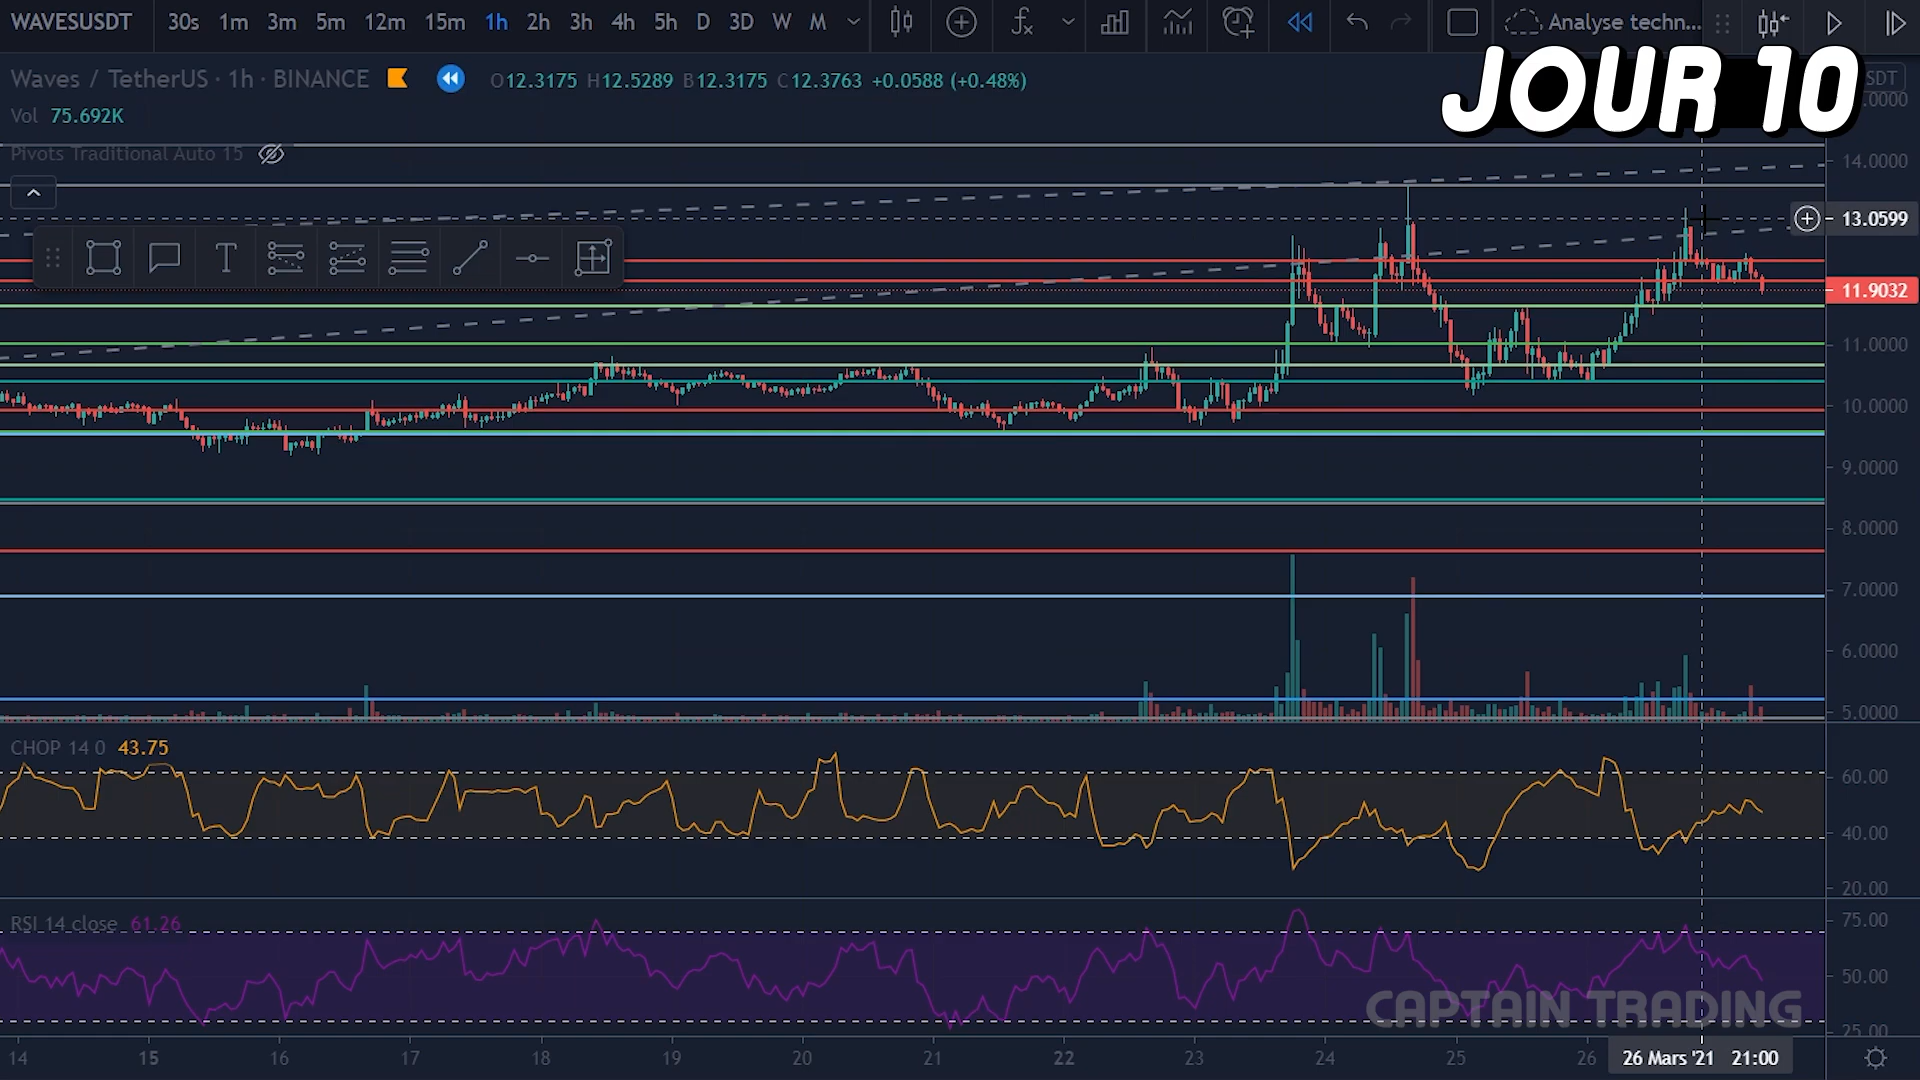 WAVESUSDT 30s 1m 3m 5m 12m 15m 1h 2h 3h 4h 5h D 3D W M Analyse techn...
JOUR 10
Waves / TetherUS · 1h · BINANCE O12.3175 H12.5289 B12.3175 C12.3763 +0.0588 (+0.48%)
Vol 75.692K
Pivots Traditional Auto 15
14.0000
13.0599
T
11.9032
11.0000
10.0000
9.0000
8.0000
7.0000
6.0000
5.0000
CHOP 14 0 43.75
60.00
40.00
20.00
RSI 14 close 61.26
75.00
50.00
CAPTAIN TRADING
25.00
14 15 16 17 18 19 20 21 22 23 24 25 26 26 Mars '21 21:00